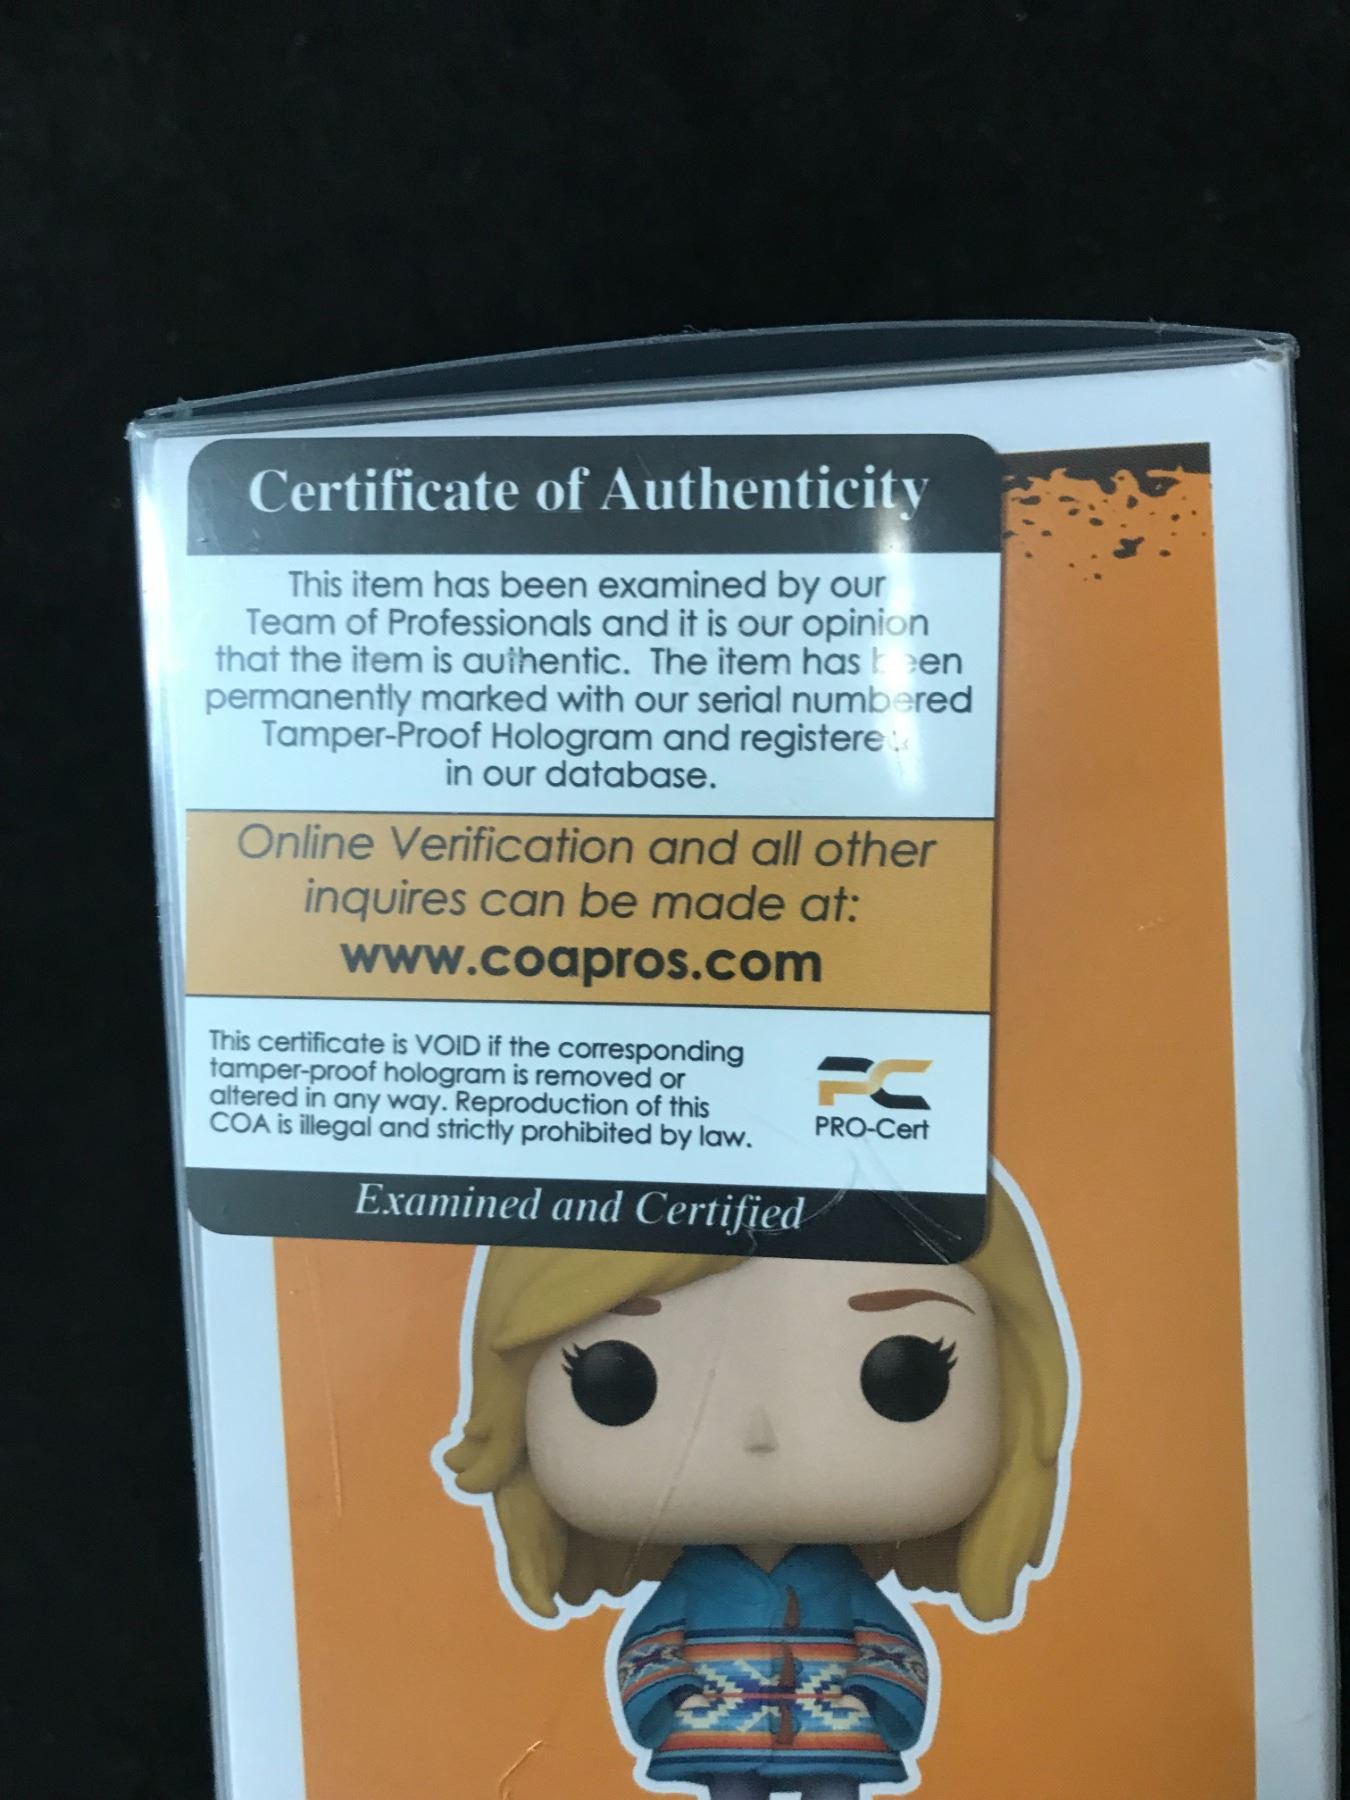 Certificate of Authenticity
This item has been examined by our
Team of Professionals and it is our opinion
that the item is authentic. The item has been
permanently marked with our serial numbered
Tamper-Proof Hologram and registered
in our database.
Online Verification and all other
inquires can be made at:
www.coapros.com
This certificate is VOID if the corresponding
tamper-proof hologram is removed or
altered in any way. Reproduction of this
COA is illegal and strictly prohibited by law.
PC
PRO-Cert
Examined and Certified